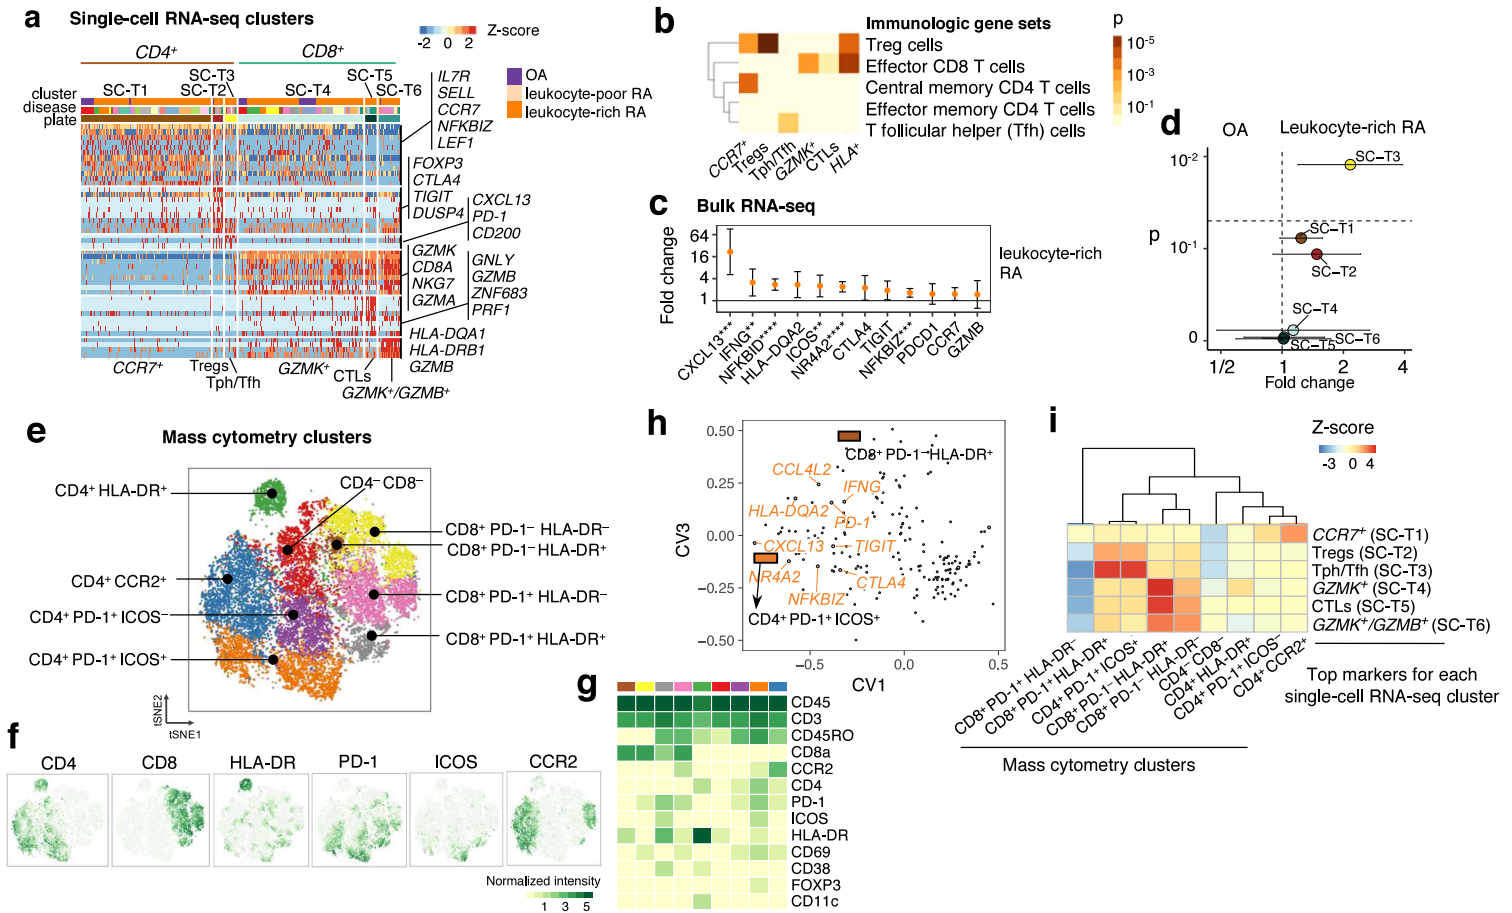 a
Single-cell RNA-seq clusters
-2 0 2
Z-score
CD4+
CD8+
SC-T3
SC-T5
SC-T1
SC-T2
SC-T4
SC-T6
cluster
disease
plate
OA
leukocyte-poor RA
leukocyte-rich RA
IL7R
SELL
CCR7
NFKBIZ
LEF1
FOXP3
CTLA4
TIGIT
DUSP4
CXCL13
PD-1
CD200
GZMK
CD8A
NKG7
GZMA
GNLY
GZMB
ZNF683
PRF1
HLA-DQA1
HLA-DRB1
GZMB
CCR7+
Tregs
Tph/Tfh
GZMK+
CTLs
GZMK+/GZMB+
b
Immunologic gene sets
Treg cells
Effector CD8 T cells
Central memory CD4 T cells
Effector memory CD4 T cells
T follicular helper (Tfh) cells
CCR7+
Tregs
Tph/Tfh
GZMK+
CTLs
HLA+
p
10-5
10-3
10-1
c
Bulk RNA-seq
Fold change
64
16
4
1
leukocyte-rich
RA
CXCL13***
IFNG**
NFKBID***
HLA-DQA2
ICOS**
NR4A2****
CTLA4
TIGIT
NFKBIZ**
PDCD1
CCR7
GZMB
d
OA
Leukocyte-rich RA
10-2
p
10-1
0
SC-T3
SC-T1
SC-T2
SC-T4
SC-T6
SC-T5
1/2
1
2
4
Fold change
e
Mass cytometry clusters
CD4+ HLA-DR+
CD4- CD8-
CD8+ PD-1- HLA-DR-
CD8+ PD-1- HLA-DR+
CD4+ CCR2+
CD8+ PD-1+ HLA-DR-
CD4+ PD-1+ ICOS-
CD8+ PD-1+ HLA-DR+
CD4+ PD-1+ ICOS+
tSNE2
tSNE1
f
CD4
CD8
HLA-DR
PD-1
ICOS
CCR2
Normalized intensity
1 3 5
g
CD45
CD3
CD45RO
CD8a
CCR2
CD4
PD-1
ICOS
HLA-DR
CD69
CD38
FOXP3
CD11c
h
CV3
0.50
0.25
0.00
-0.25
-0.50
CD8+ PD-1- HLA-DR+
CCL4L2
IFNG
HLA-DQA2
PD-1
CXCL13
TIGIT
NR4A2
CTLA4
NFKBIZ
CD4+ PD-1+ ICOS+
-0.5
0.0
0.5
CV1
i
Z-score
-3 0 4
CCR7+ (SC-T1)
Tregs (SC-T2)
Tph/Tfh (SC-T3)
GZMK+ (SC-T4)
CTLs (SC-T5)
GZMK+/GZMB+ (SC-T6)
CD8+ PD-1+ HLA-DR-
CD8+ PD-1+ HLA-DR+
CD4+ PD-1+ ICOS+
CD8+ PD-1- HLA-DR+
CD8+ PD-1- HLA-DR-
CD4- CD8-
CD4+ HLA-DR+
CD4+ PD-1+ ICOS-
CD4+ CCR2+
Top markers for each
single-cell RNA-seq cluster
Mass cytometry clusters